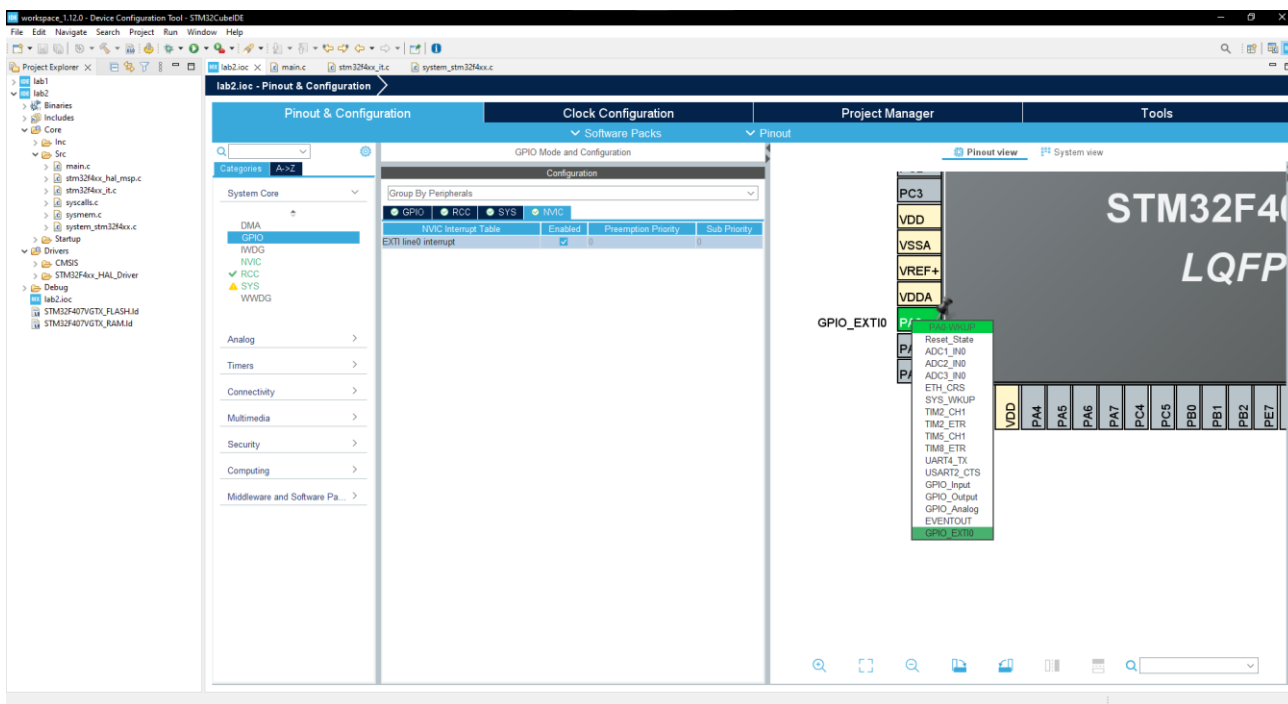 workspace_1.12.0 - Device Configuration Tool - STM32CubeIDE
File Edit Navigate Search Project Run Window Help
Project Explorer
lab2.ioc
main.c
stm32f4xx_it.c
system_stm32f4xx.c
lab1
lab2
Binaries
Includes
Core
Inc
Src
main.c
stm32f4xx_hal_msp.c
stm32f4xx_it.c
syscalls.c
sysmem.c
system_stm32f4xx.c
Startup
Drivers
CMSIS
STM32F4xx_HAL_Driver
Debug
lab2.ioc
STM32F407VGTX_FLASH.ld
STM32F407VGTX_RAM.ld
lab2.ioc - Pinout & Configuration
Pinout & Configuration
Clock Configuration
Project Manager
Tools
Software Packs
Pinout
Categories
A->Z
System Core
DMA
GPIO
IWDG
NVIC
RCC
SYS
WWDG
Analog
Timers
Connectivity
Multimedia
Security
Computing
Middleware and Software Pa...
GPIO Mode and Configuration
Configuration
Group By Peripherals
GPIO
RCC
SYS
NVIC
NVIC Interrupt Table
Enabled
Preemption Priority
Sub Priority
EXTI line0 interrupt
0
0
Pinout view
System view
PC3
VDD
VSSA
VREF+
VDDA
GPIO_EXTI0
PA0-WKUP
Reset_State
ADC1_IN0
ADC2_IN0
ADC3_IN0
ETH_CRS
SYS_WKUP
TIM2_CH1
TIM2_ETR
TIM5_CH1
TIM8_ETR
UART4_TX
USART2_CTS
GPIO_Input
GPIO_Output
GPIO_Analog
EVENTOUT
GPIO_EXTI0
STM32F4
LQFP
VDD
PA4
PA5
PA6
PA7
PC4
PC5
PB0
PB1
PB2
PE7